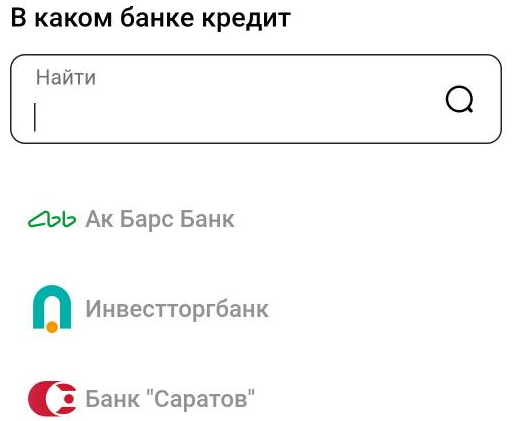 В каком банке кредит
Найти
Ак Барс Банк
Инвестторгбанк
Банк "Саратов"